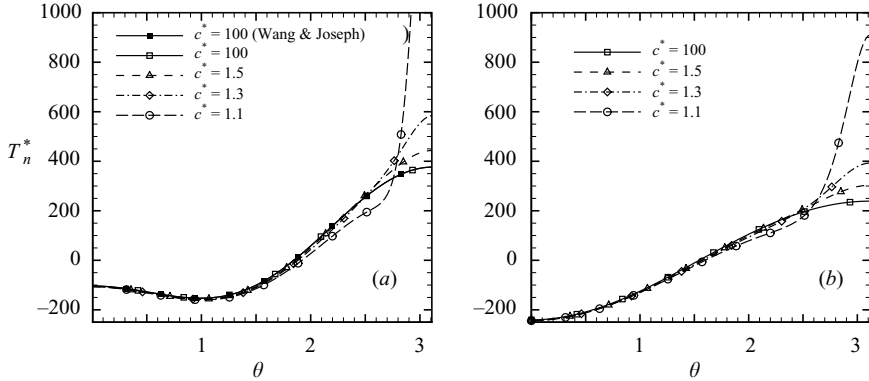 1000
800
600
400
200
0
−200
T*n
c* = 100 (Wang & Joseph )
c* = 100
c* = 1.5
c* = 1.3
c* = 1.1
(a)
1 2 3
θ
1000
800
600
400
200
0
−200
c* = 100
c* = 1.5
c* = 1.3
c* = 1.1
(b)
1 2 3
θ